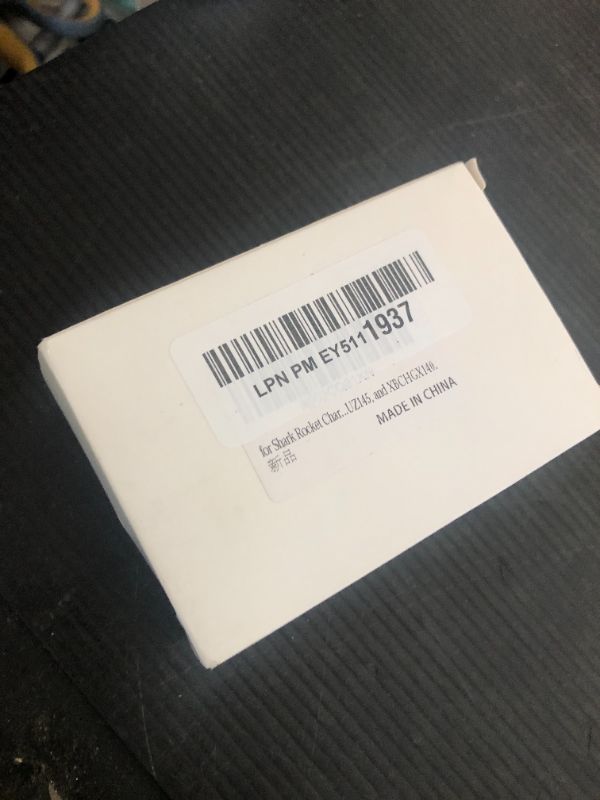 LPN PM EY5111937
for Shark Rocket Char...UZ145, and XBCHGX140.
新品
MADE IN CHINA